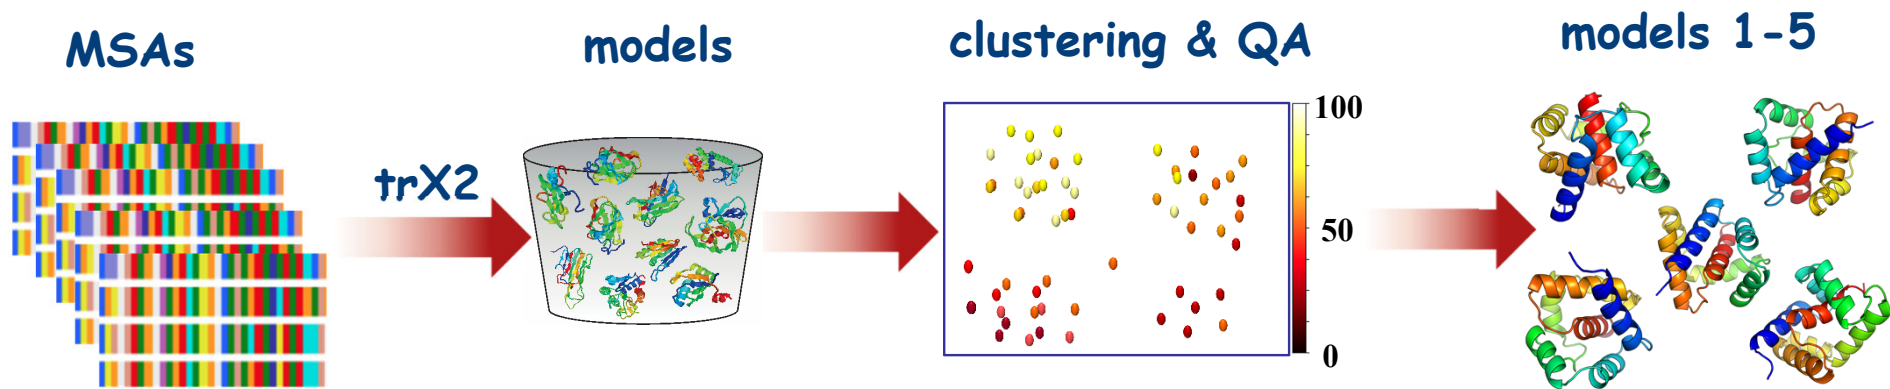 MSAs
models
clustering & QA
models 1-5
trX2
100
50
0